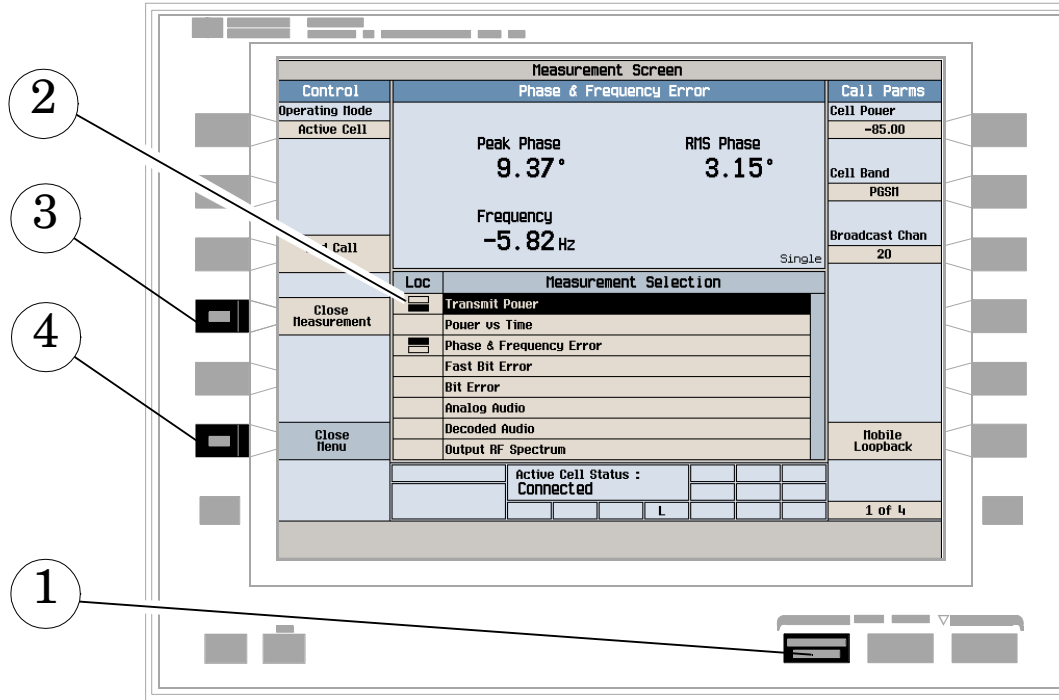 Measurement Screen
Control
Phase & Frequency Error
Call Parms
Operating Mode
Active Cell
Cell Power
-85.00
Peak Phase
9.37°
RMS Phase
3.15°
Cell Band
PGSM
Frequency
-5.82 Hz
Broadcast Chan
20
Call
Single
Loc
Measurement Selection
Transmit Power
Close
Measurement
Power vs Time
Phase & Frequency Error
Fast Bit Error
Bit Error
Analog Audio
Decoded Audio
Output RF Spectrum
Close
Menu
Mobile
Loopback
Active Cell Status :
Connected
L
1 of 4
2
3
4
1